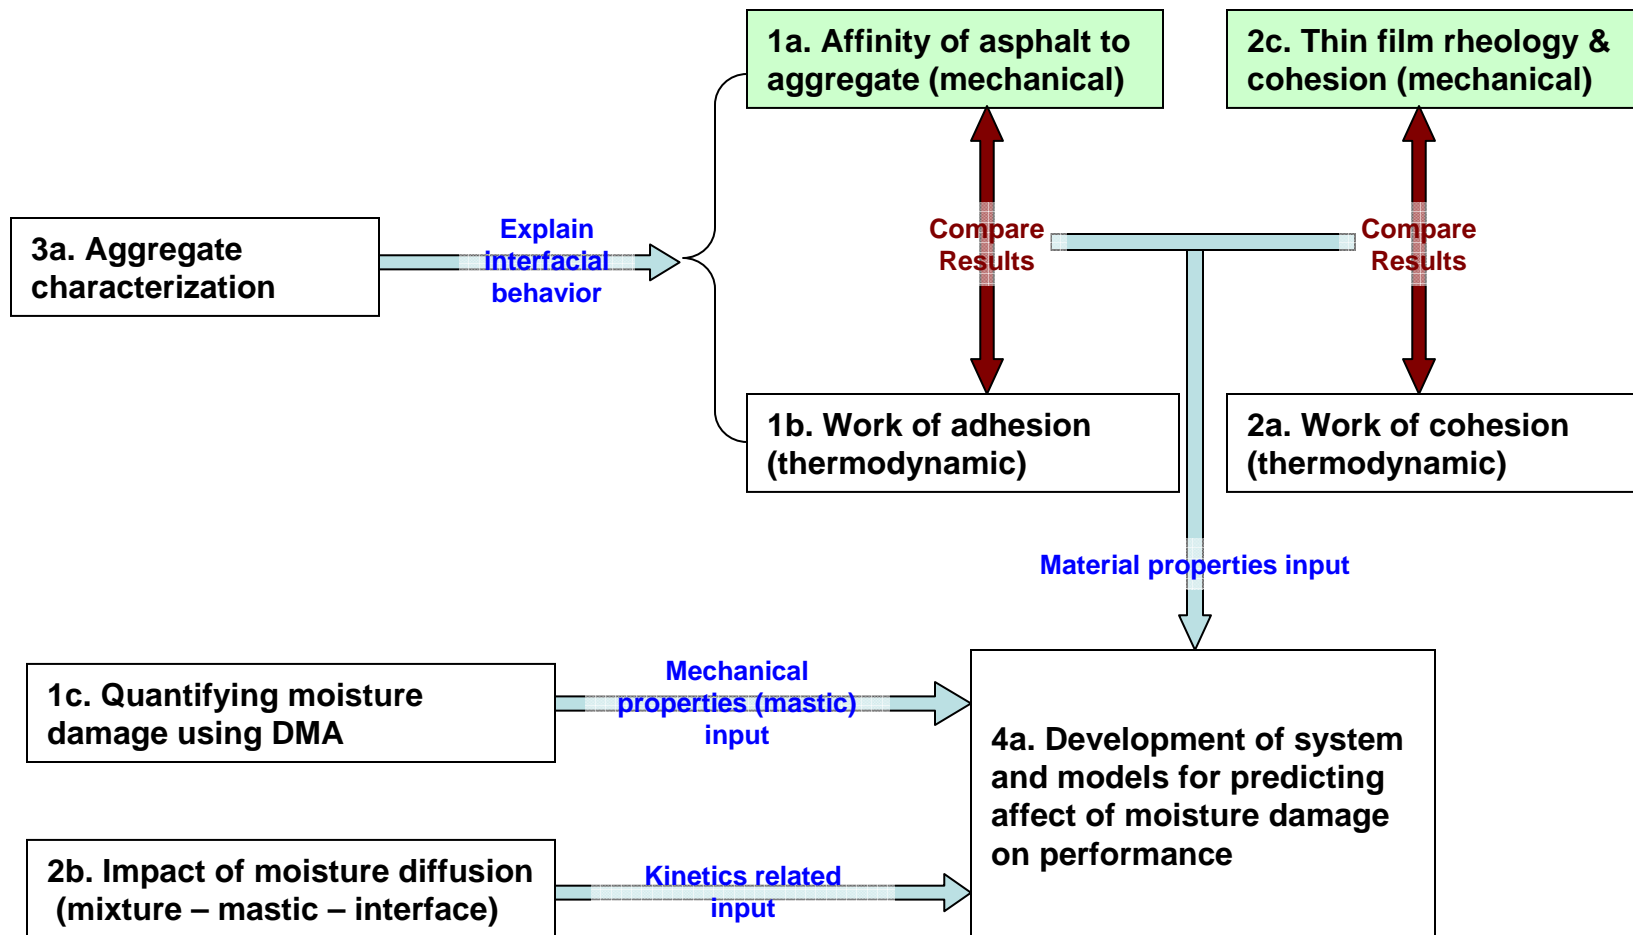 1a. Affinity of asphalt to
aggregate (mechanical)
2c. Thin film rheology &
cohesion (mechanical)
3a. Aggregate
characterization
Explain
interfacial
behavior
Compare
Results
Compare
Results
1b. Work of adhesion
(thermodynamic)
2a. Work of cohesion
(thermodynamic)
Material properties input
1c. Quantifying moisture
damage using DMA
Mechanical
properties (mastic)
input
4a. Development of system
and models for predicting
affect of moisture damage
on performance
2b. Impact of moisture diffusion
(mixture – mastic – interface)
Kinetics related
input